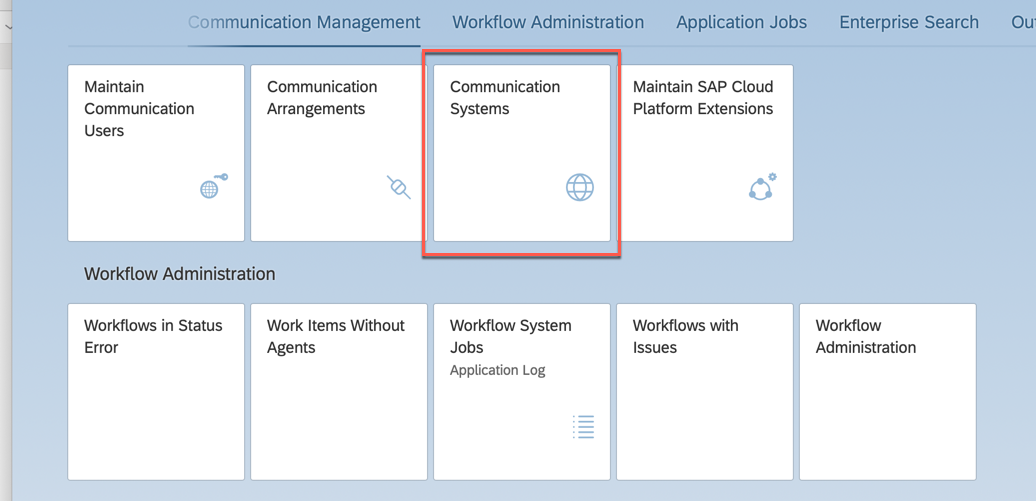 Communication Management Workflow Administration Application Jobs Enterprise Search Ou
Maintain
Communication
Users
Communication
Arrangements
Communication
Systems
Maintain SAP Cloud
Platform Extensions
Workflow Administration
Workflows in Status
Error
Work Items Without
Agents
Workflow System
Jobs
Application Log
Workflows with
Issues
Workflow
Administration